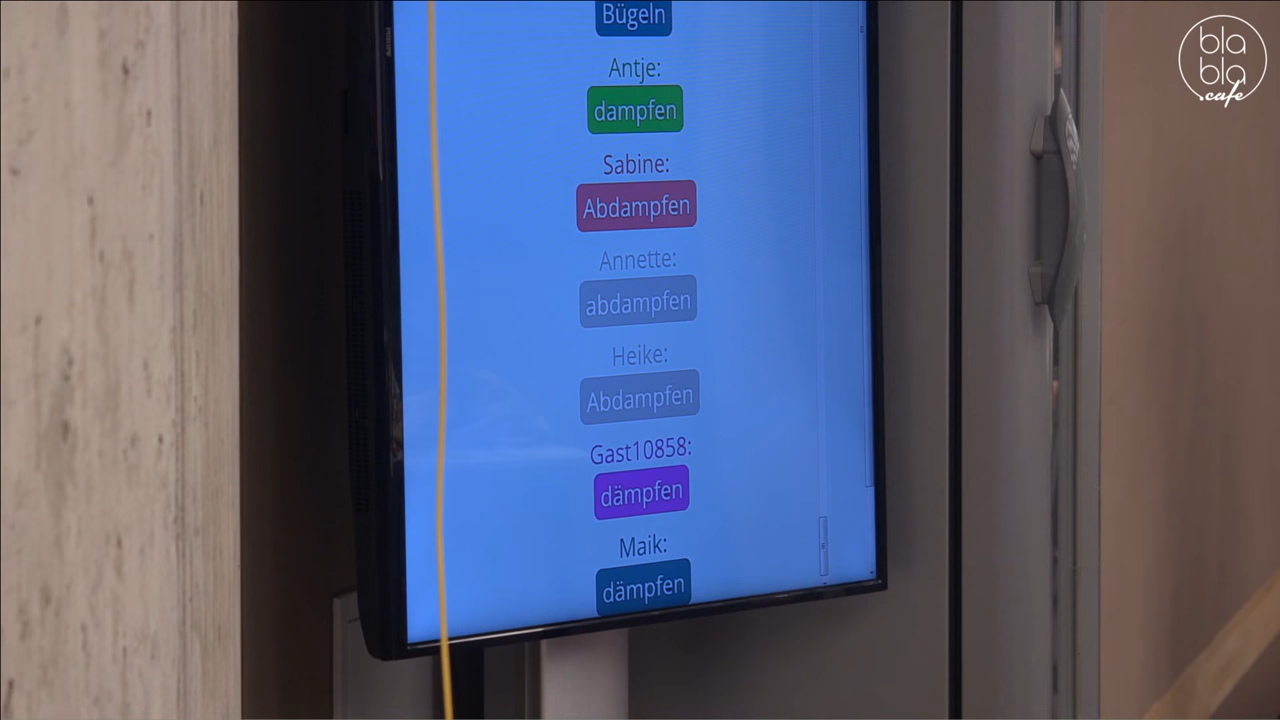 Bügeln
Antje:
dampfen
Sabine:
Abdampfen
Annette:
abdampfen
Heike:
Abdampfen
Gast10858:
dämpfen
Maik:
dämpfen
bla
bla
.cafe